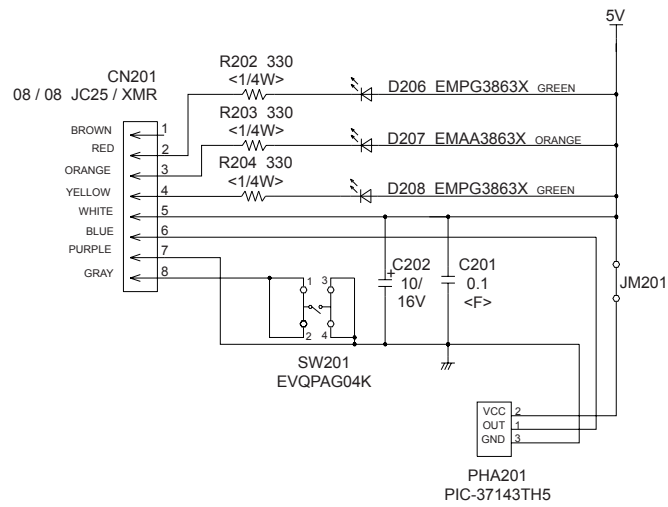 5V
R202 330
<1/4W>
CN201
08 / 08 JC25 / XMR
D206 EMPG3863X GREEN
R203 330
<1/4W>
BROWN 1
D207 EMAA3863X ORANGE
RED 2
R204 330
ORANGE 3
<1/4W>
YELLOW 4
D208 EMPG3863X GREEN
WHITE 5
BLUE 6
PURPLE 7
GRAY 8
1 3
+
C202
10/
16V
C201
0.1
<F>
JM201
2 4
SW201
EVQPAG04K
VCC 2
OUT 1
GND 3
PHA201
PIC-37143TH5